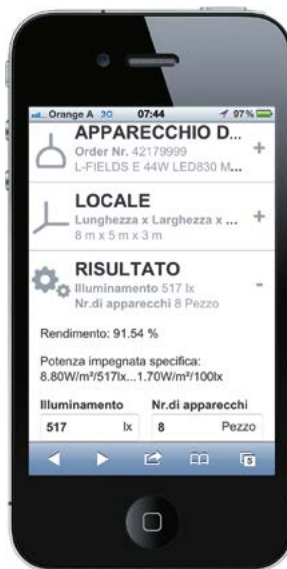 Orange A 3G 07:44 97%
APPARECCHIO D...
Order Nr. 42179999
L-FIELDS E 44W LED830 M...
LOCALE
Lunghezza x Larghezza x ...
8 m x 5 m x 3 m
RISULTATO
Illuminamento 517 lx
Nr.di apparecchi 8 Pezzo
Rendimento: 91.54 %
Potenza impegnata specifica:
8.80W/m²/517lx...1.70W/m²/100lx
Illuminamento Nr.di apparecchi
517 lx 8 Pezzo
5